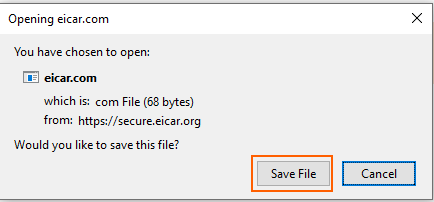 Opening eicar.com
You have chosen to open:
eicar.com
which is: com File (68 bytes)
from: https://secure.eicar.org
Would you like to save this file?
Save File Cancel